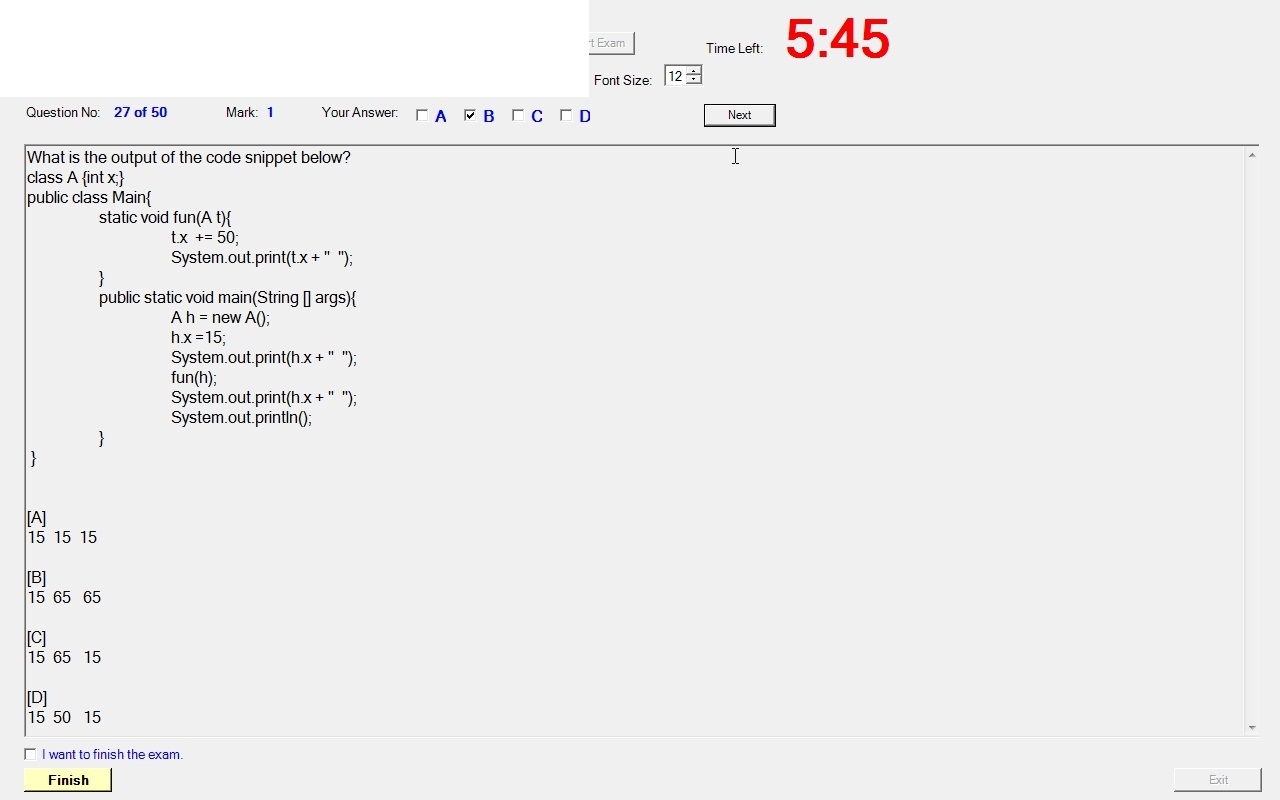 t Exam
Time Left: 5:45
Font Size: 12
Question No: 27 of 50 Mark: 1 Your Answer: A B C D Next
What is the output of the code snippet below?
class A {int x;}
public class Main{
static void fun(A t){
t.x += 50;
System.out.print(t.x + "  ");
}
public static void main(String [] args){
A h = new A();
h.x =15;
System.out.print(h.x + "  ");
fun(h);
System.out.print(h.x + "  ");
System.out.println();
}
}
[A]
15 15 15
[B]
15 65 65
[C]
15 65 15
[D]
15 50 15
I want to finish the exam.
Finish Exit